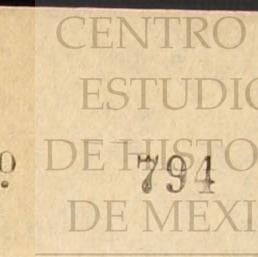 CENTRO
ESTUDIO
DE HISTO
o. 794
DE MEXI